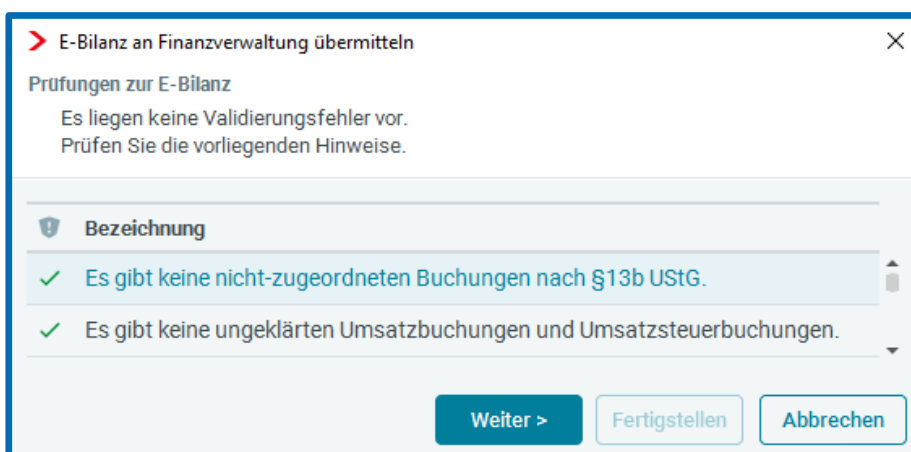 E-Bilanz an Finanzverwaltung übermitteln
Prüfungen zur E-Bilanz
Es liegen keine Validierungsfehler vor.
Prüfen Sie die vorliegenden Hinweise.
Bezeichnung
Es gibt keine nicht-zugeordneten Buchungen nach §13b UStG.
Es gibt keine ungeklärten Umsatzbuchungen und Umsatzsteuerbuchungen.
Weiter > Fertigstellen Abbrechen